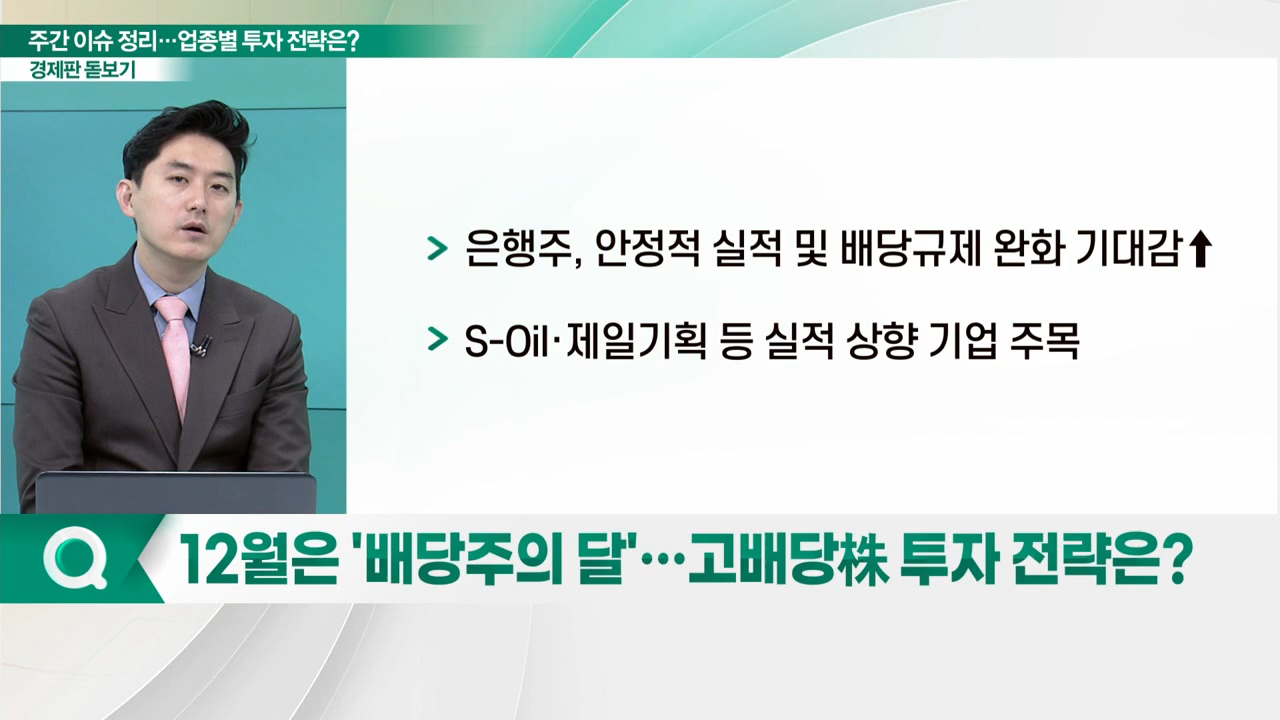 주간 이슈 정리…업종별 투자 전략은?
경제판 돋보기
> 은행주, 안정적 실적 및 배당규제 완화 기대감⬆
> S-Oil·제일기획 등 실적 상향 기업 주목
Q 12월은 '배당주의 달'…고배당株 투자 전략은?